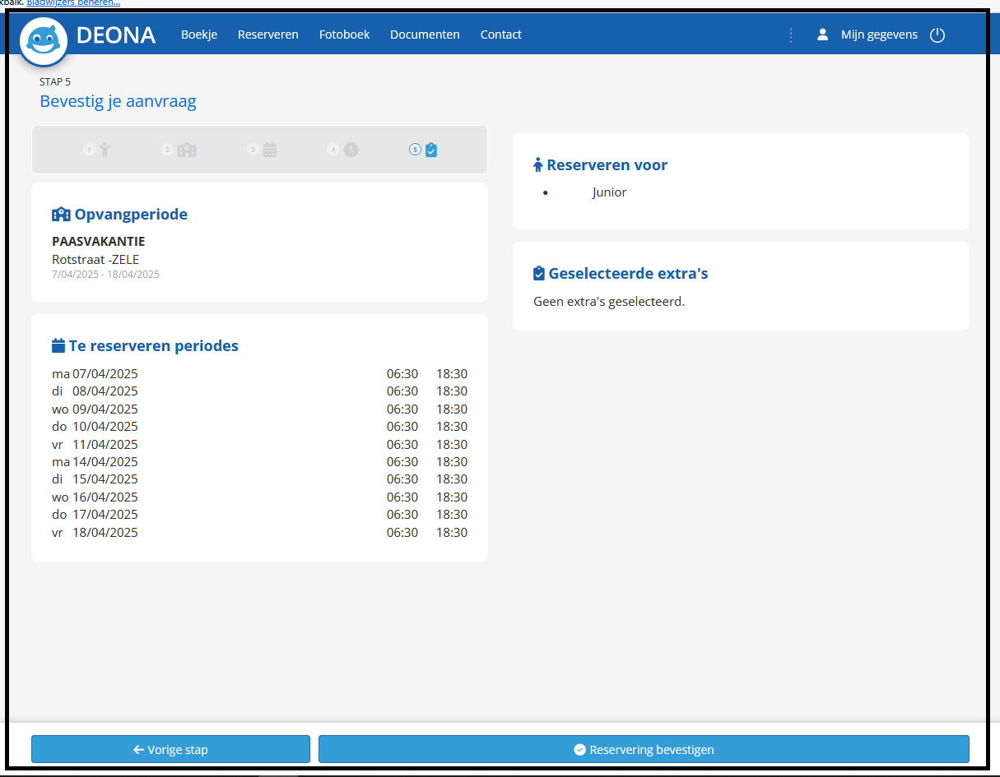 Bladwijzers beheren...
DEONA Boekje Reserveren Fotoboek Documenten Contact Mijn gegevens
STAP 5
Bevestig je aanvraag
1 2 3 4 5
Opvangperiode
PAASVAKANTIE
Rotstraat -ZELE
7/04/2025 - 18/04/2025
Te reserveren periodes
ma 07/04/2025 06:30 18:30
di 08/04/2025 06:30 18:30
wo 09/04/2025 06:30 18:30
do 10/04/2025 06:30 18:30
vr 11/04/2025 06:30 18:30
ma 14/04/2025 06:30 18:30
di 15/04/2025 06:30 18:30
wo 16/04/2025 06:30 18:30
do 17/04/2025 06:30 18:30
vr 18/04/2025 06:30 18:30
Reserveren voor
• Junior
Geselecteerde extra's
Geen extra's geselecteerd.
Vorige stap
Reservering bevestigen